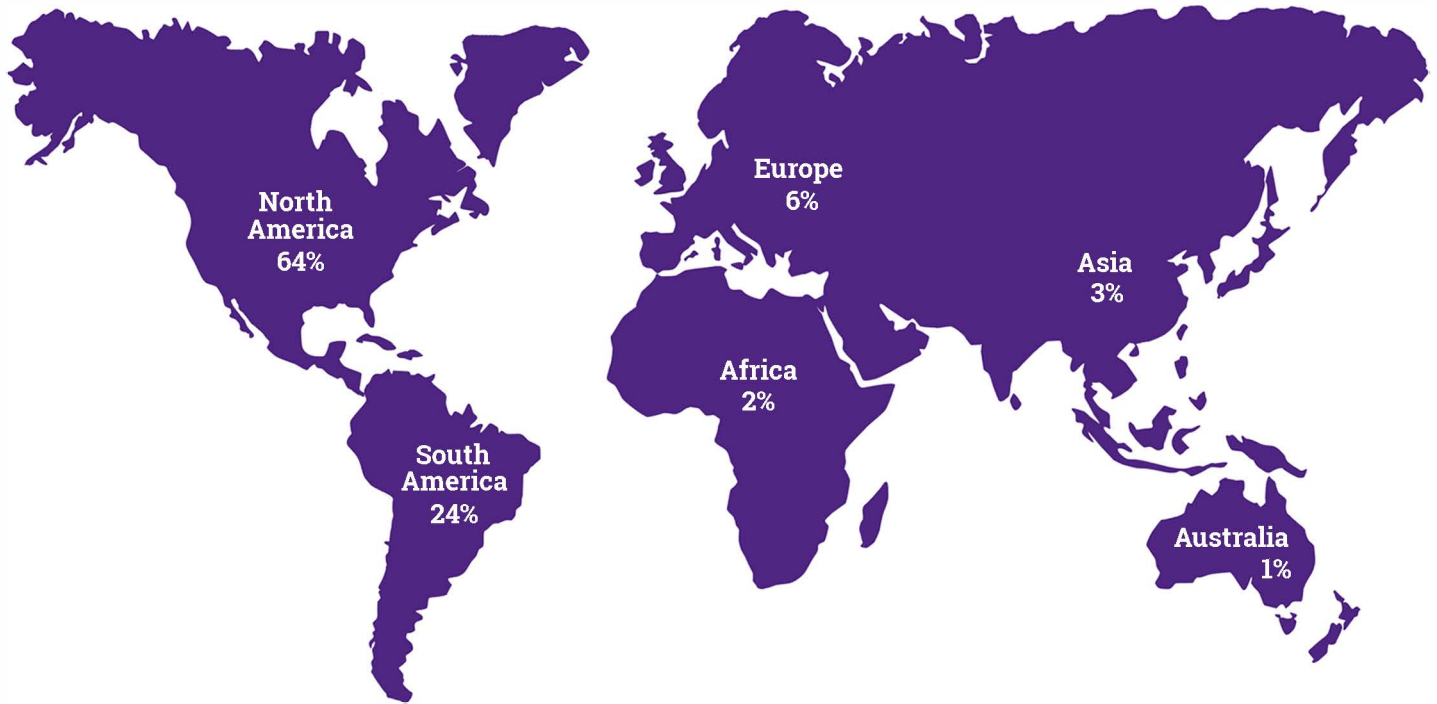 North
America
64%
South
America
24%
Europe
6%
Africa
2%
Asia
3%
Australia
1%